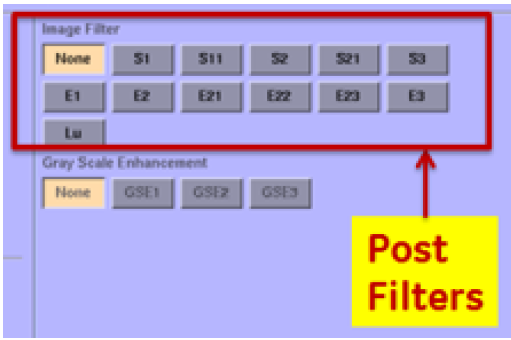 Image Filter
None S1 S11 S2 S21 S3
E1 E2 E21 E22 E23 E3
Lu
Gray Scale Enhancement
None GSE1 GSE2 GSE3
Post
Filters